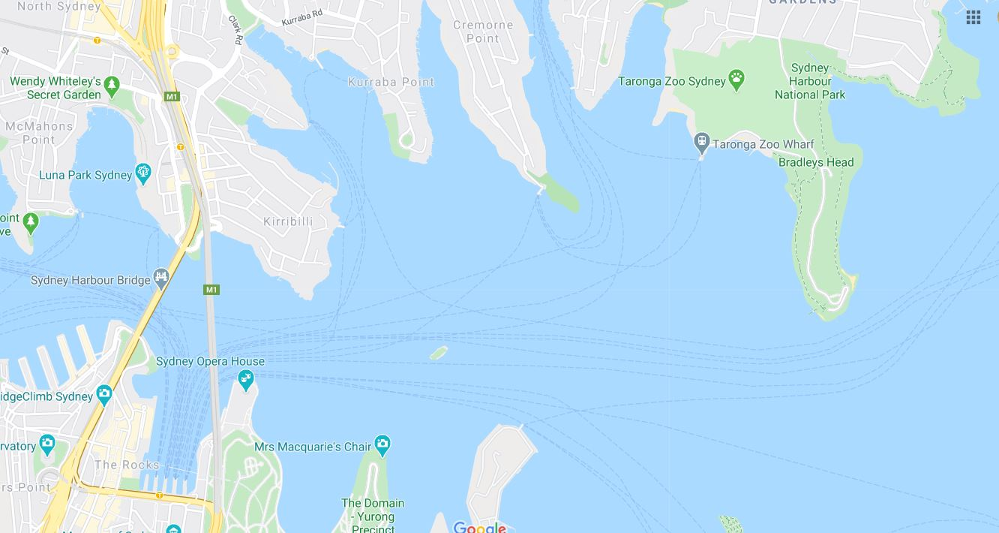 North Sydney
Clark Rd
Kurraba Rd
Cremorne
Point
GARDENS
St
Wendy Whiteley's
Secret Garden
M1
Kurraba Point
Taronga Zoo Sydney
Sydney
Harbour
National Park
McMahons
Point
Taronga Zoo Wharf
Bradleys Head
Luna Park Sydney
T
T
oint
ve
Kirribilli
Sydney Harbour Bridge
M1
Sydney Opera House
idgeClimb Sydney
rvatory
Mrs Macquarie's Chair
The Rocks
rs Point
T
The Domain
- Yurong
Precinct
Google